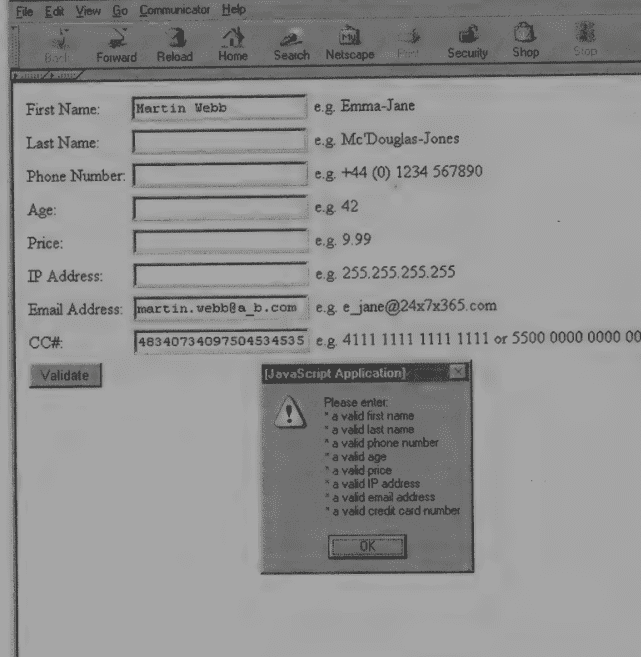 File Edit View Go Communicator Help
Back Forward Reload Home Search Netscape Print Security Shop Stop
First Name: Martin Webb e.g. Emma-Jane
Last Name: e.g. Mc'Douglas-Jones
Phone Number: e.g. +44 (0) 1234 567890
Age: e.g. 42
Price: e.g. 9.99
IP Address: e.g. 255.255.255.255
Email Address: martin.webb@a_b.com e.g. e_jane@24x7x365.com
CC#: 48340734097504534535 e.g. 4111 1111 1111 1111 or 5500 0000 0000 00
Validate
[JavaScript Application]
Please enter:
* a valid first name
* a valid last name
* a valid phone number
* a valid age
* a valid price
* a valid IP address
* a valid email address
* a valid credit card number
OK